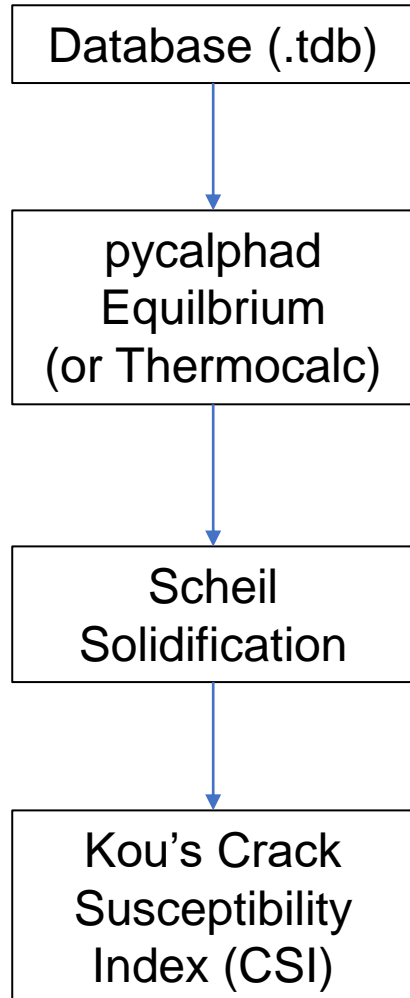 Database (.tdb)
pycalphad
Equilbrium
(or Thermocalc)
Scheil
Solidification
Kou's Crack
Susceptibility
Index (CSI)